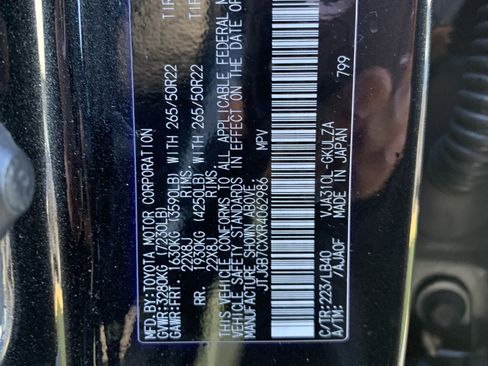 MFD.BY:TOYOTA MOTOR CORPORATION
GVWR:3280KG (7230LB)
GAWR:FRT. 1630KG (3590LB) WITH 265/50R22
22X8J RIMS,
RR. 1930KG (4250LB) WITH 265/50R22
22X8J RIMS,
THIS VEHICLE CONFORMS TO ALL APPLICABLE FEDERAL
VEHICLE SAFETY STANDARDS IN EFFECT ON THE DATE OF
MANUFACTURE SHOWN ABOVE.
JTJGB7CXXR4062986 MPV
C/TR:223/LB40 VJA310L-GKULZA
A/TM: /AJA0F MADE IN JAPAN
799